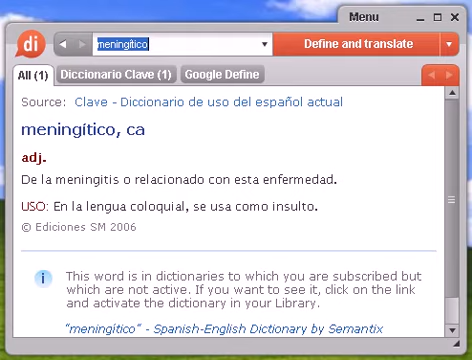 Menu
di
meningítico
Define and translate
All (1)
Diccionario Clave (1)
Google Define
Source: Clave - Diccionario de uso del español actual
meningítico, ca
adj.
De la meningitis o relacionado con esta enfermedad.
USO: En la lengua coloquial, se usa como insulto.
© Ediciones SM 2006
i
This word is in dictionaries to which you are subscribed but
which are not active. If you want to see it, click on the link
and activate the dictionary in your Library.
"meningítico" - Spanish-English Dictionary by Semantix